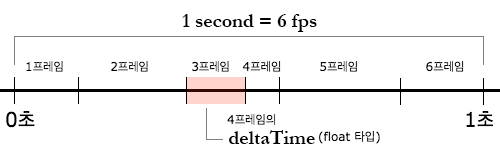 1 second = 6 fps
1프레임 2프레임 3프레임 4프레임 5프레임 6프레임
0초 1초
4프레임의
deltaTime (float 타입)